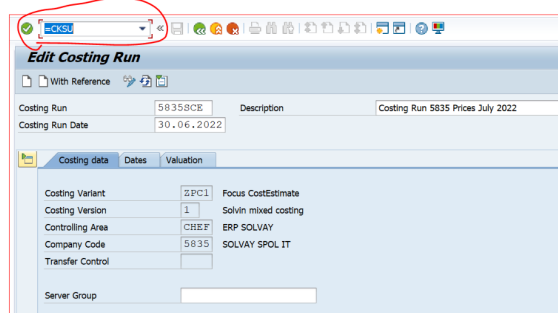 =CKSU
Edit Costing Run
With Reference
Costing Run 5835SCE Description Costing Run 5835 Prices July 2022
Costing Run Date 30.06.2022
Costing data Dates Valuation
Costing Variant ZPC1 Focus CostEstimate
Costing Version 1 Solvin mixed costing
Controlling Area CHEF ERP SOLVAY
Company Code 5835 SOLVAY SPOL IT
Transfer Control
Server Group